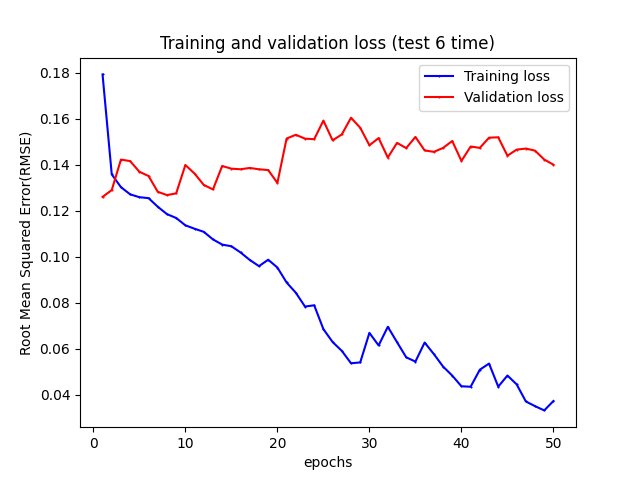 Training and validation loss (test 6 time)
Training loss
Validation loss
0.18
0.16
0.14
0.12
0.10
0.08
0.06
0.04
Root Mean Squared Error(RMSE)
0
10
20
30
40
50
epochs